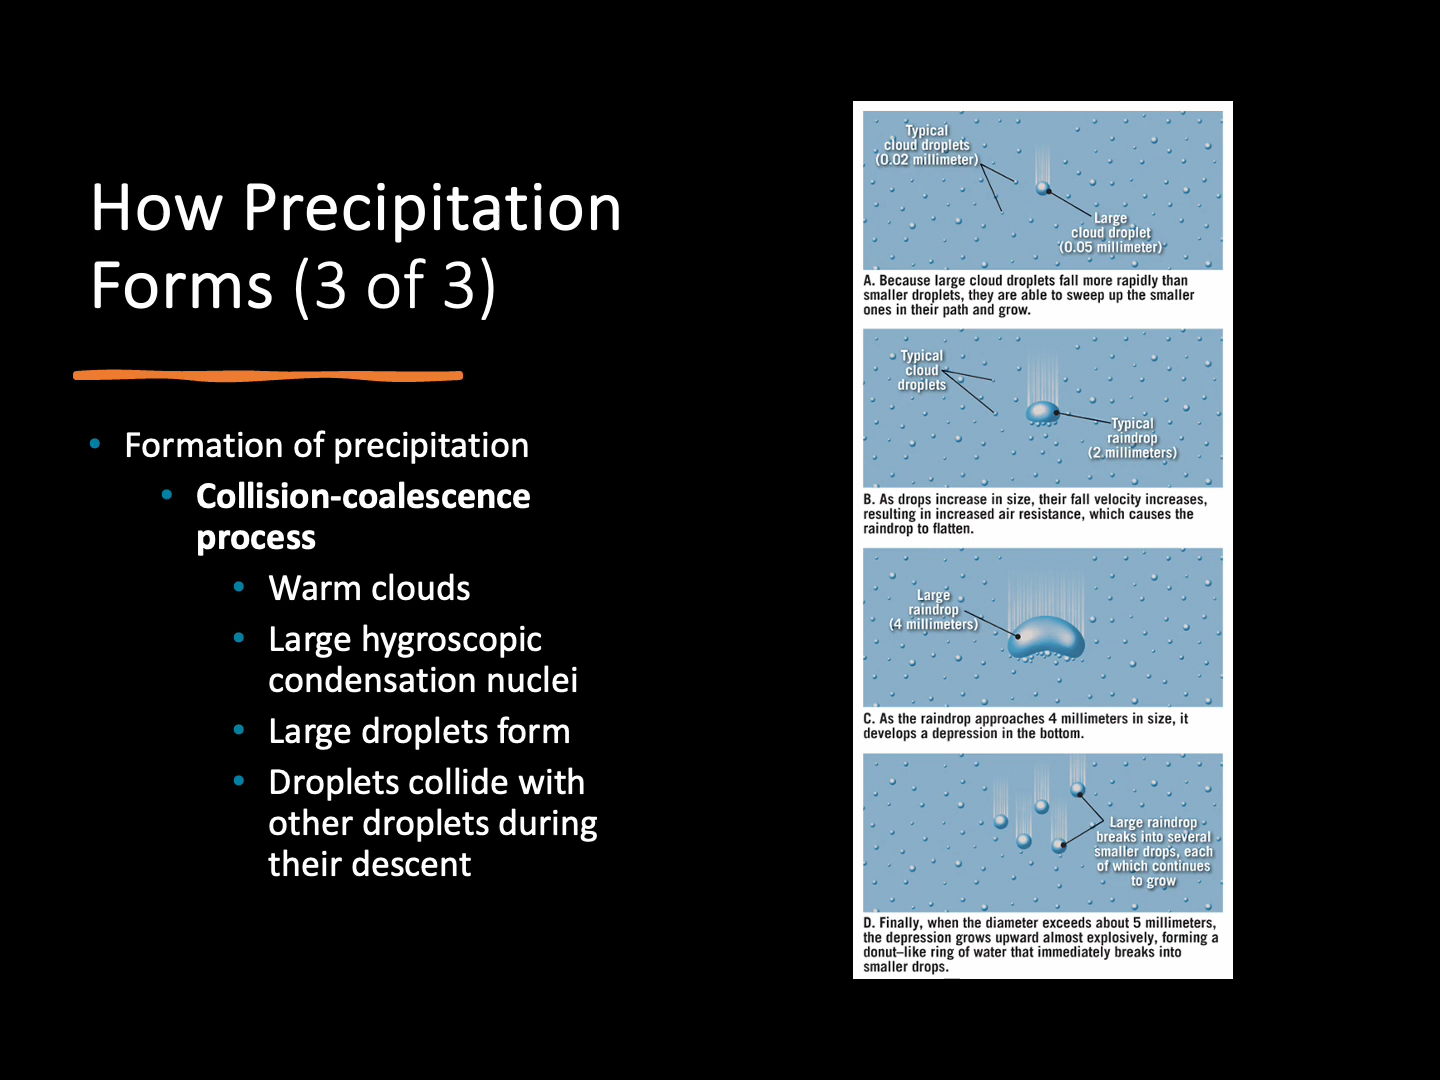 How Precipitation
Forms (3 of 3)
• Formation of precipitation
• Collision-coalescence
process
• Warm clouds
• Large hygroscopic
condensation nuclei
• Large droplets form
• Droplets collide with
other droplets during
their descent
Typical
cloud droplets
(0.02 millimeter)
Large
cloud droplet
(0.05 millimeter)
A. Because large cloud droplets fall more rapidly than
smaller droplets, they are able to sweep up the smaller
ones in their path and grow.
Typical
cloud
droplets
Typical
raindrop
(2 millimeters)
B. As drops increase in size, their fall velocity increases,
resulting in increased air resistance, which causes the
raindrop to flatten.
Large
raindrop
(4 millimeters)
C. As the raindrop approaches 4 millimeters in size, it
develops a depression in the bottom.
Large raindrop
breaks into several
smaller drops, each
of which continues
to grow
D. Finally, when the diameter exceeds about 5 millimeters,
the depression grows upward almost explosively, forming a
donut–like ring of water that immediately breaks into
smaller drops.